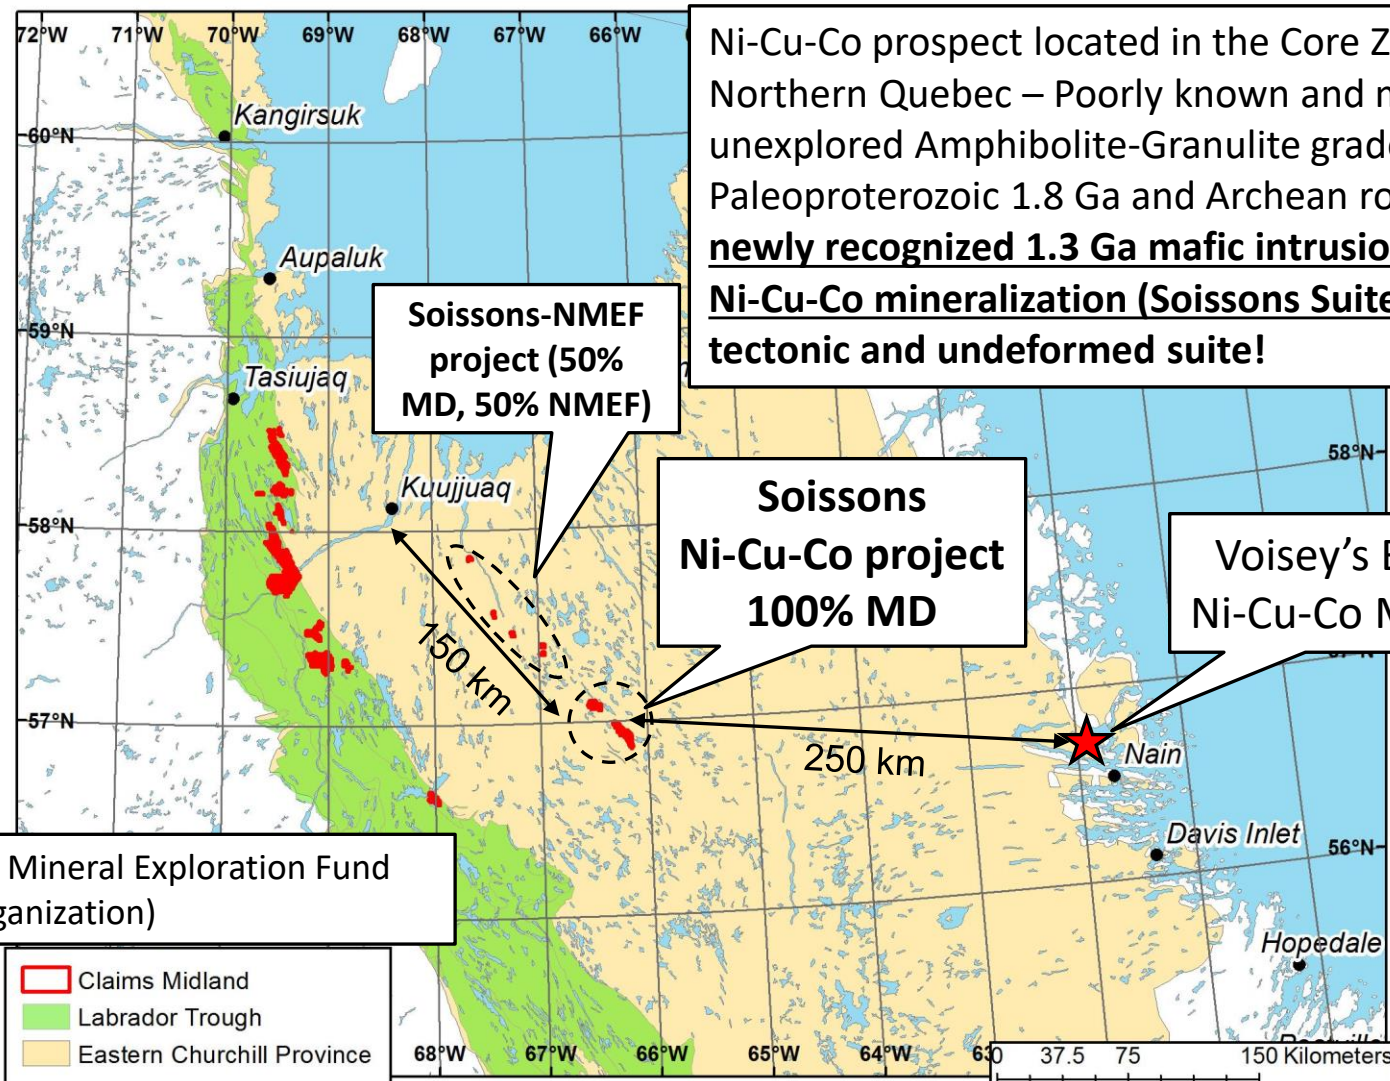 72°W 71°W 70°W 69°W 68°W 67°W 66°W
Ni-Cu-Co prospect located in the Core
Northern Quebec – Poorly known and
unexplored Amphibolite-Granulite
Paleoproterozoic 1.8 Ga and Archean
newly recognized 1.3 Ga mafic
Ni-Cu-Co mineralization (Soissons
tectonic and undeformed suite!
Kangirsuk
60°N
Aupaluk
59°N
Soissons-NMEF
project (50%
MD, 50% NMEF)
Tasiujaq
58°N
Kuujjuaq
Soissons
Ni-Cu-Co project
100% MD
58°N
Voisey's
Ni-Cu-Co
150 km
57°N
250 km
Nain
Davis Inlet
56°N
Mineral Exploration Fund
Hopedale
Claims Midland
Labrador Trough
Eastern Churchill Province
68°W 67°W 66°W 65°W 64°W
0 37.5 75 150 Kilometers